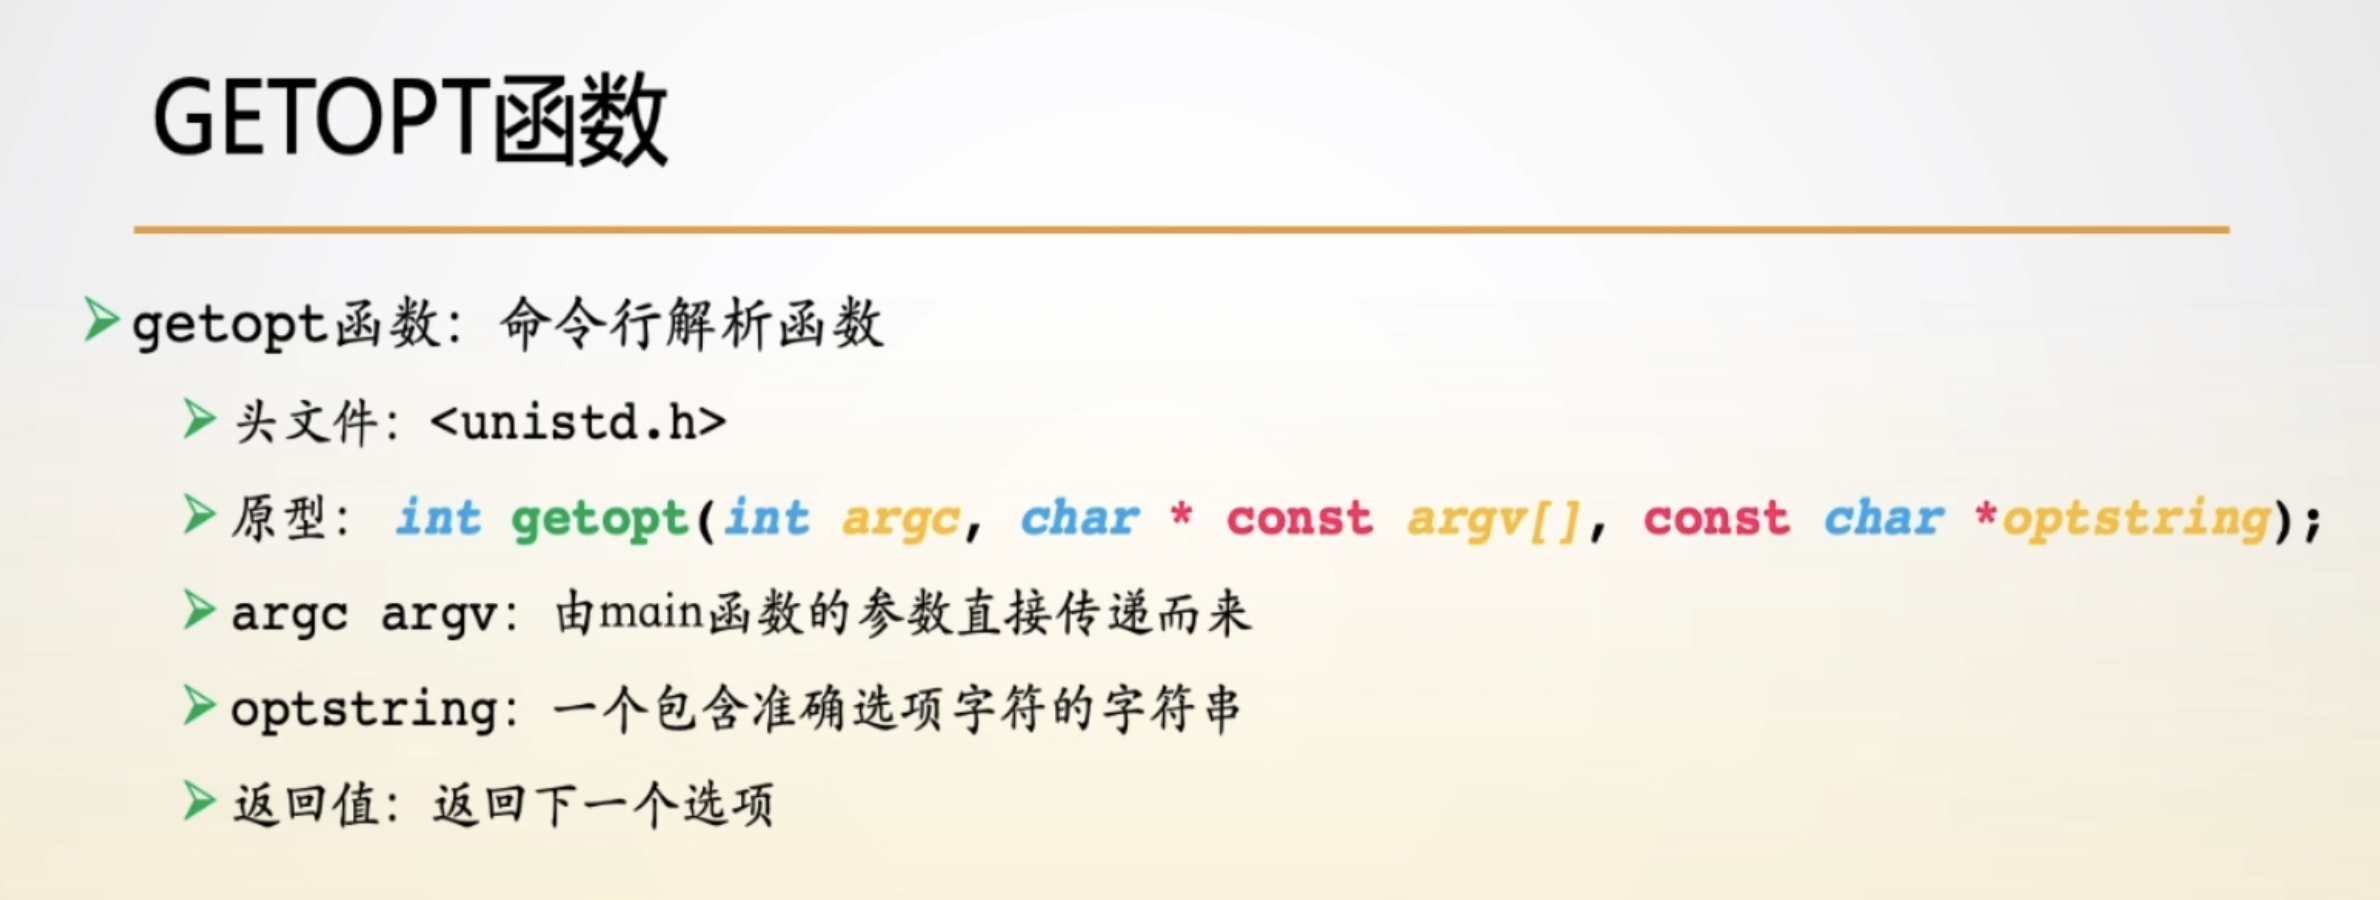 GETOPT函数
getopt函数：命令行解析函数
头文件：<unistd.h>
原型： int getopt(int argc, char * const argv[], const char *optstring);
argc argv：由main函数的参数直接传递而来
optstring：一个包含准确选项字符的字符串
返回值：返回下一个选项